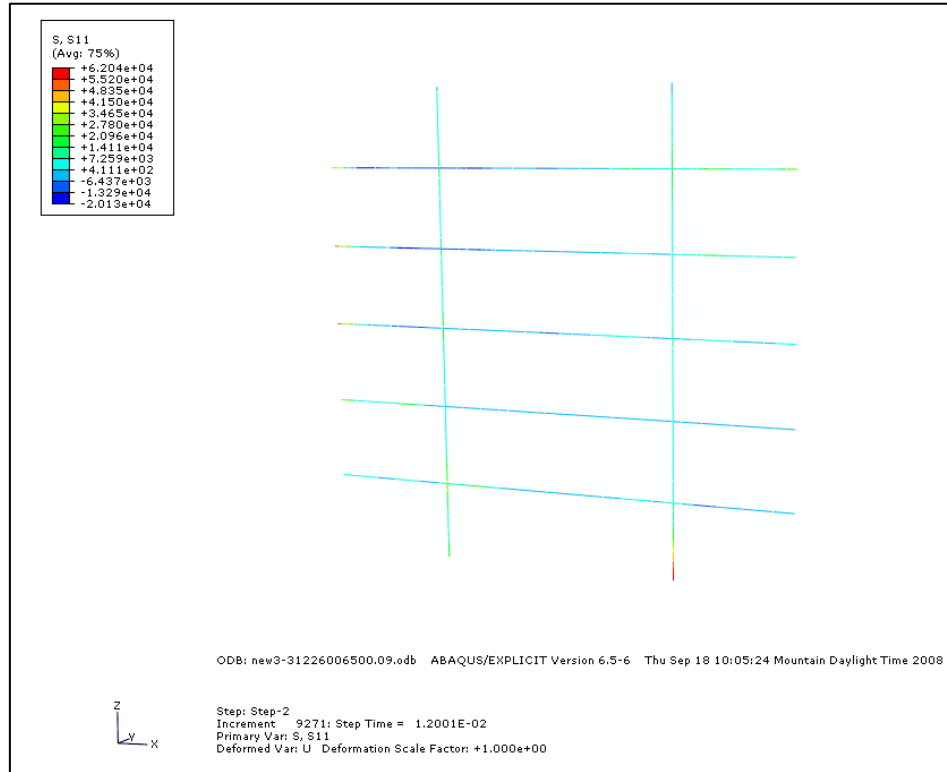 S, S11
(Avg: 75%)
+6.204e+04
+5.520e+04
+4.835e+04
+4.150e+04
+3.465e+04
+2.780e+04
+2.096e+04
+1.411e+04
+7.259e+03
+4.111e+02
-6.437e+03
-1.329e+04
-2.013e+04
ODB: new3-31226006500.09.odb ABAQUS/EXPLICIT Version 6.5-6 Thu Sep 18 10:05:24 Mountain Daylight Time 2008
Z
Y
X
Step: Step-2
Increment 9271: Step Time = 1.2001E-02
Primary Var: S, S11
Deformed Var: U Deformation Scale Factor: +1.000e+00